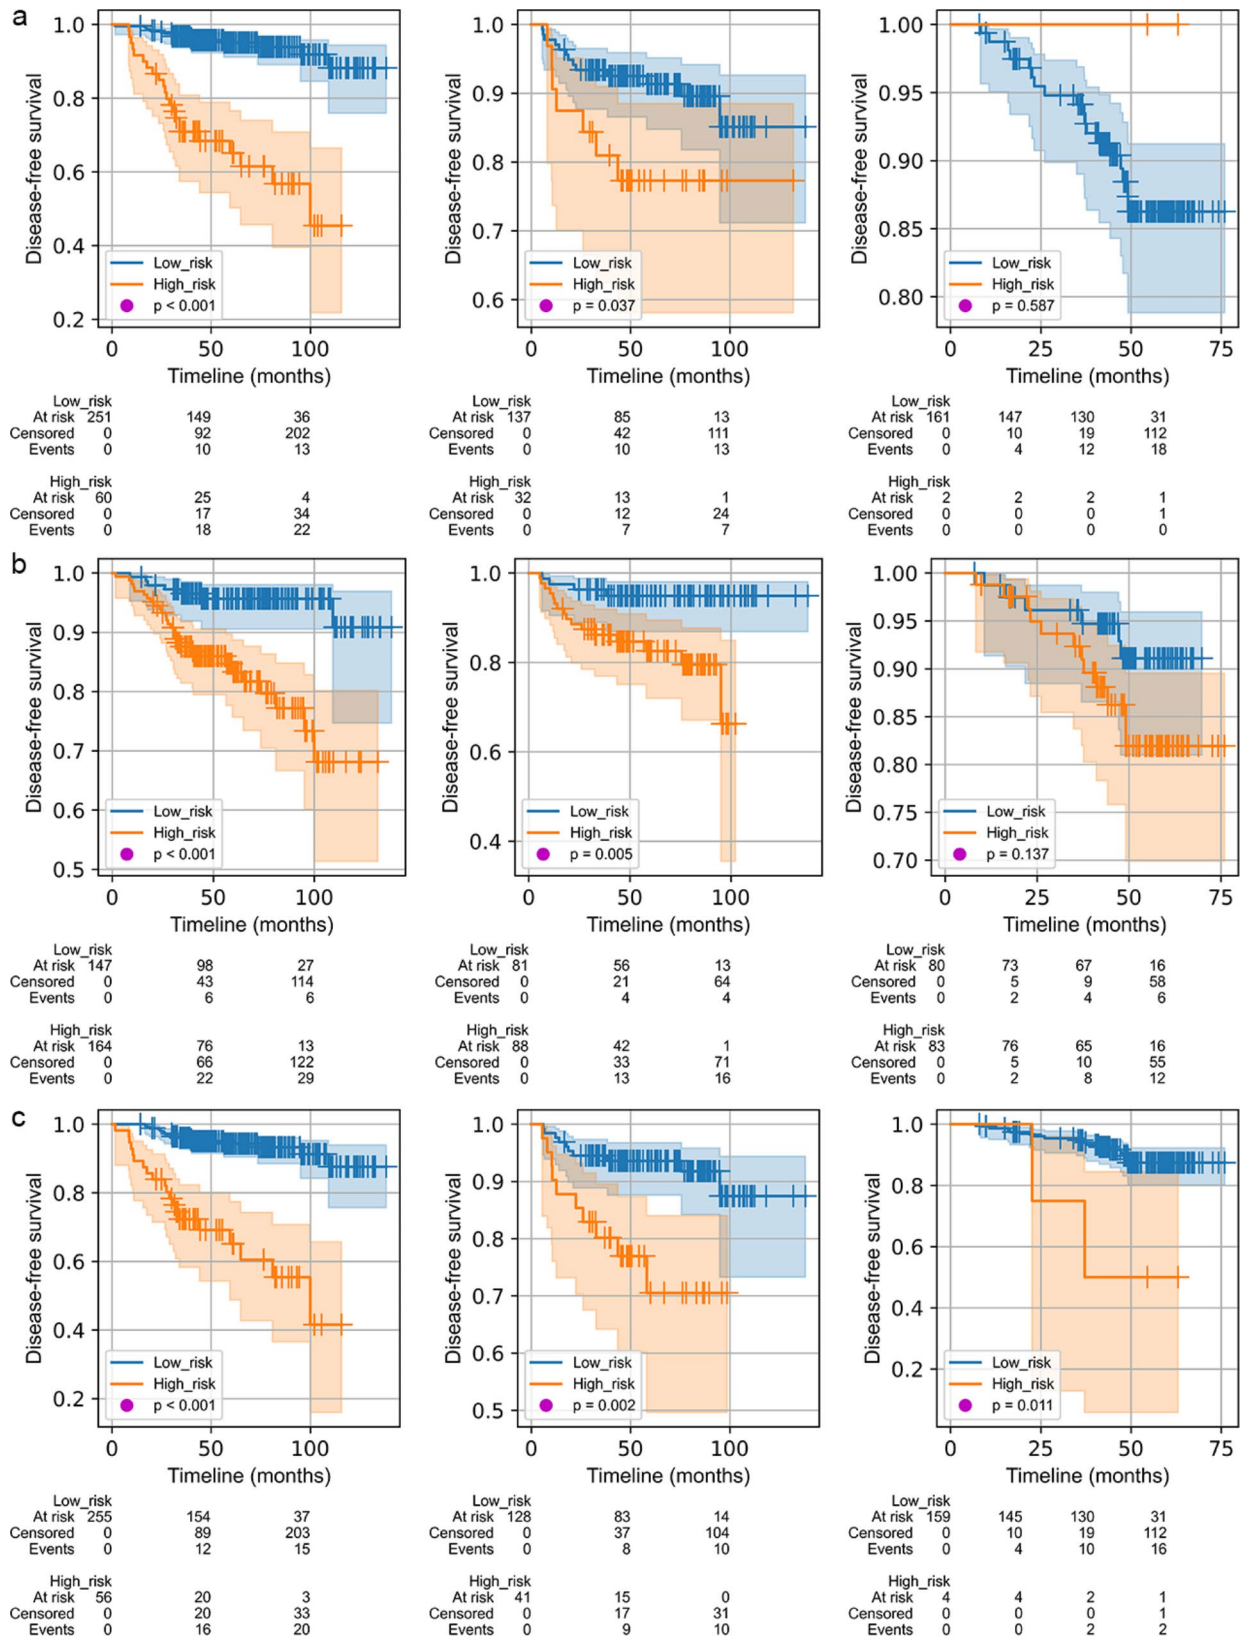 a
1.0
0.8
0.6
0.4
0.2
Disease-free survival
Low_risk
High_risk
p < 0.001
0 50 100
Timeline (months)
Low_risk
At risk 251 149 36
Censored 0 92 202
Events 0 10 13
High_risk
At risk 60 25 4
Censored 0 17 34
Events 0 18 22
1.0
0.9
0.8
0.7
0.6
Disease-free survival
Low_risk
High_risk
p = 0.037
0 50 100
Timeline (months)
Low_risk
At risk 137 85 13
Censored 0 42 111
Events 0 10 13
High_risk
At risk 32 13 1
Censored 0 12 24
Events 0 7 7
1.00
0.95
0.90
0.85
0.80
Disease-free survival
Low_risk
High_risk
p = 0.587
0 25 50 75
Timeline (months)
Low_risk
At risk 161 147 130 31
Censored 0 10 19 112
Events 0 4 12 18
High_risk
At risk 2 2 2 1
Censored 0 0 0 1
Events 0 0 0 0
b
1.0
0.9
0.8
0.7
0.6
0.5
Disease-free survival
Low_risk
High_risk
p < 0.001
0 50 100
Timeline (months)
Low_risk
At risk 147 98 27
Censored 0 43 114
Events 0 6 6
High_risk
At risk 164 76 13
Censored 0 66 122
Events 0 22 29
1.0
0.8
0.6
0.4
Disease-free survival
Low_risk
High_risk
p = 0.005
0 50 100
Timeline (months)
Low_risk
At risk 81 56 13
Censored 0 21 64
Events 0 4 4
High_risk
At risk 88 42 1
Censored 0 33 71
Events 0 13 16
1.00
0.95
0.90
0.85
0.80
0.75
0.70
Disease-free survival
Low_risk
High_risk
p = 0.137
0 25 50 75
Timeline (months)
Low_risk
At risk 80 73 67 16
Censored 0 5 9 58
Events 0 2 4 6
High_risk
At risk 83 76 65 16
Censored 0 5 10 55
Events 0 2 8 12
c
1.0
0.8
0.6
0.4
0.2
Disease-free survival
Low_risk
High_risk
p < 0.001
0 50 100
Timeline (months)
Low_risk
At risk 255 154 37
Censored 0 89 203
Events 0 12 15
High_risk
At risk 56 20 3
Censored 0 20 33
Events 0 16 20
1.0
0.9
0.8
0.7
0.6
0.5
Disease-free survival
Low_risk
High_risk
p = 0.002
0 50 100
Timeline (months)
Low_risk
At risk 128 83 14
Censored 0 37 104
Events 0 8 10
High_risk
At risk 41 15 0
Censored 0 17 31
Events 0 9 10
1.0
0.8
0.6
0.4
0.2
Disease-free survival
Low_risk
High_risk
p = 0.011
0 25 50 75
Timeline (months)
Low_risk
At risk 159 145 130 31
Censored 0 10 19 112
Events 0 4 10 16
High_risk
At risk 4 4 2 1
Censored 0 0 0 1
Events 0 0 2 2